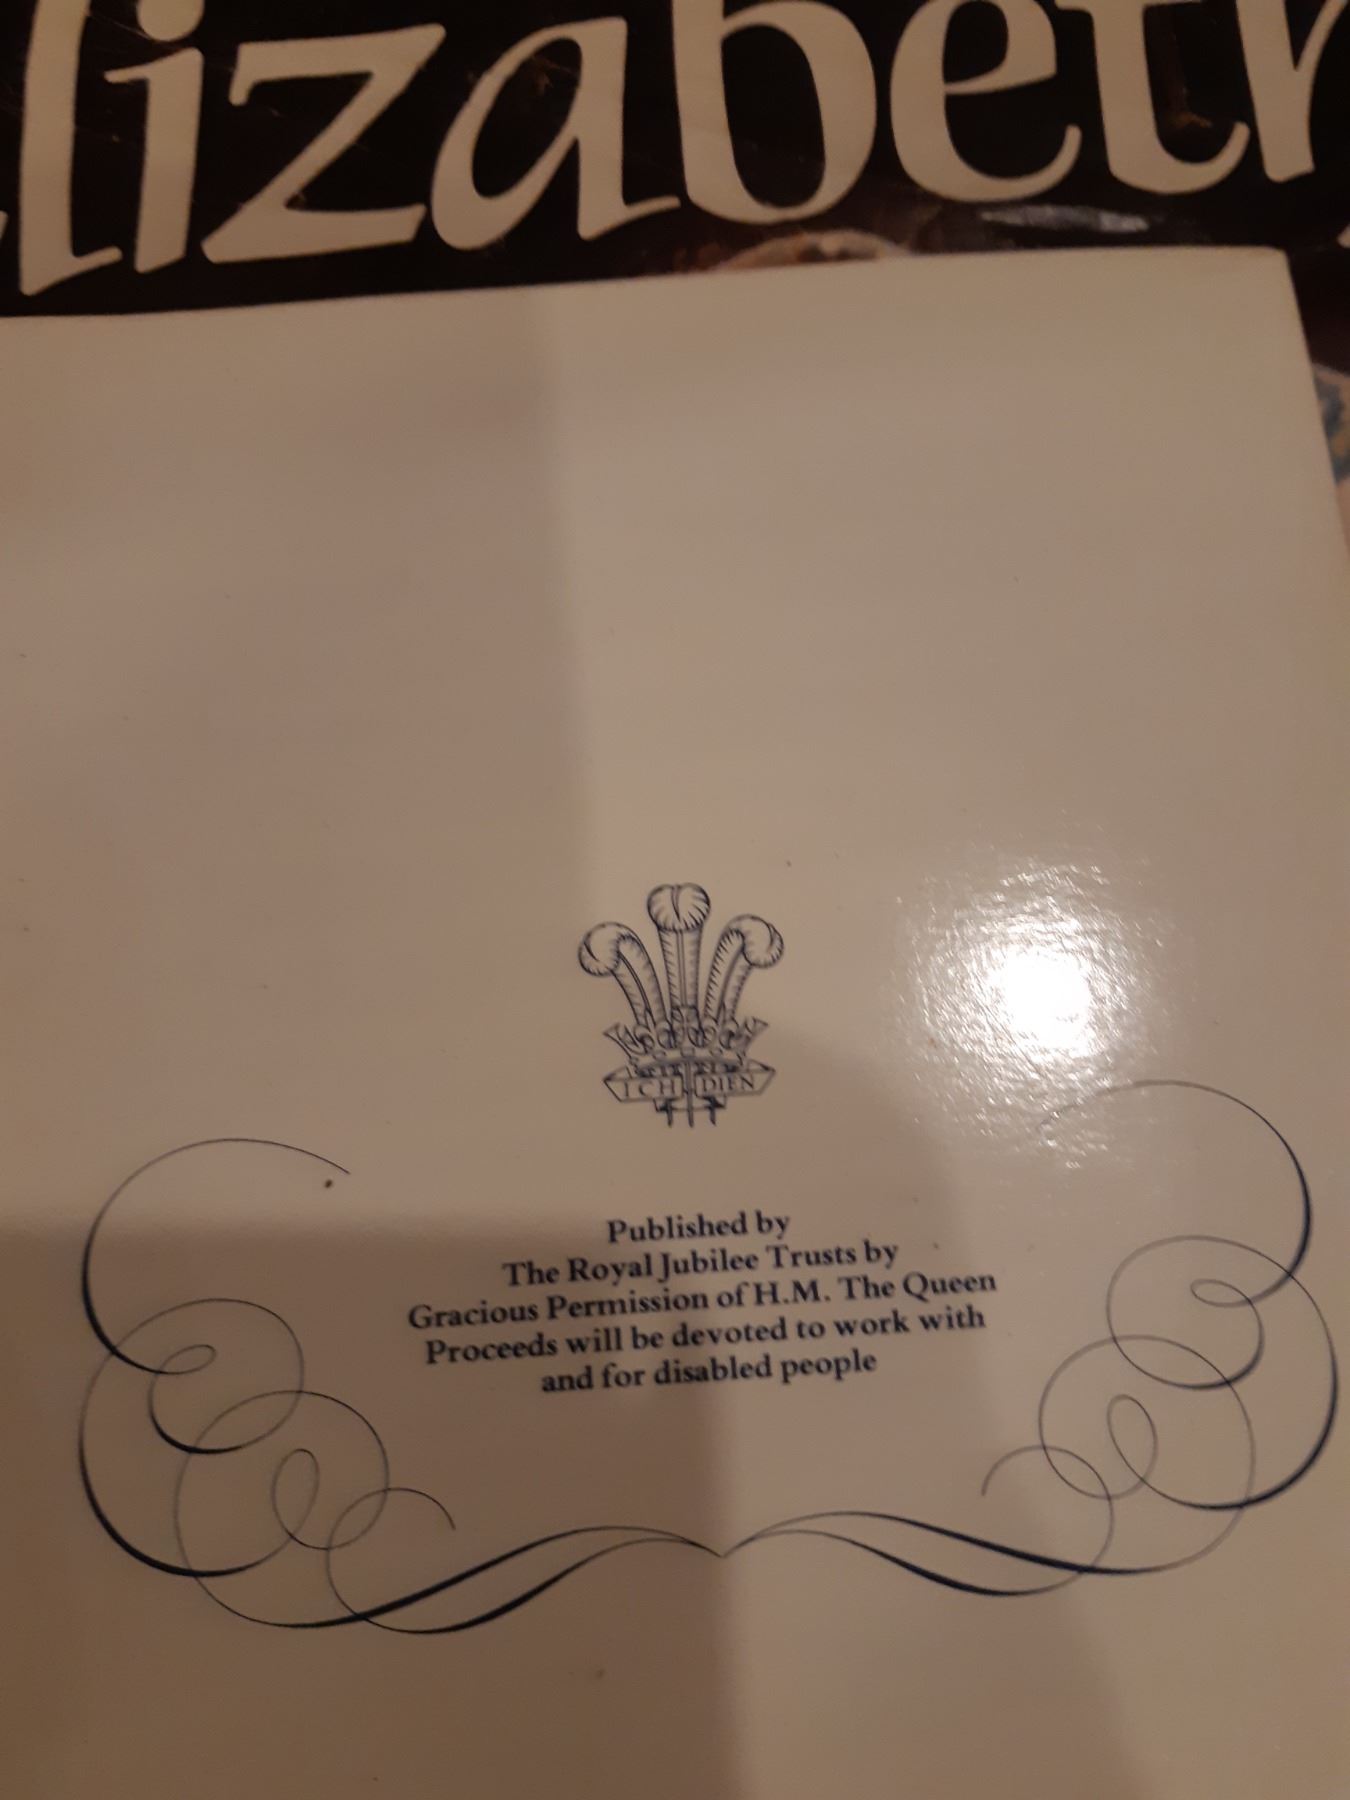 lizabeth
ICH DIEN
Published by
The Royal Jubilee Trusts by
Gracious Permission of H.M. The Queen
Proceeds will be devoted to work with
and for disabled people